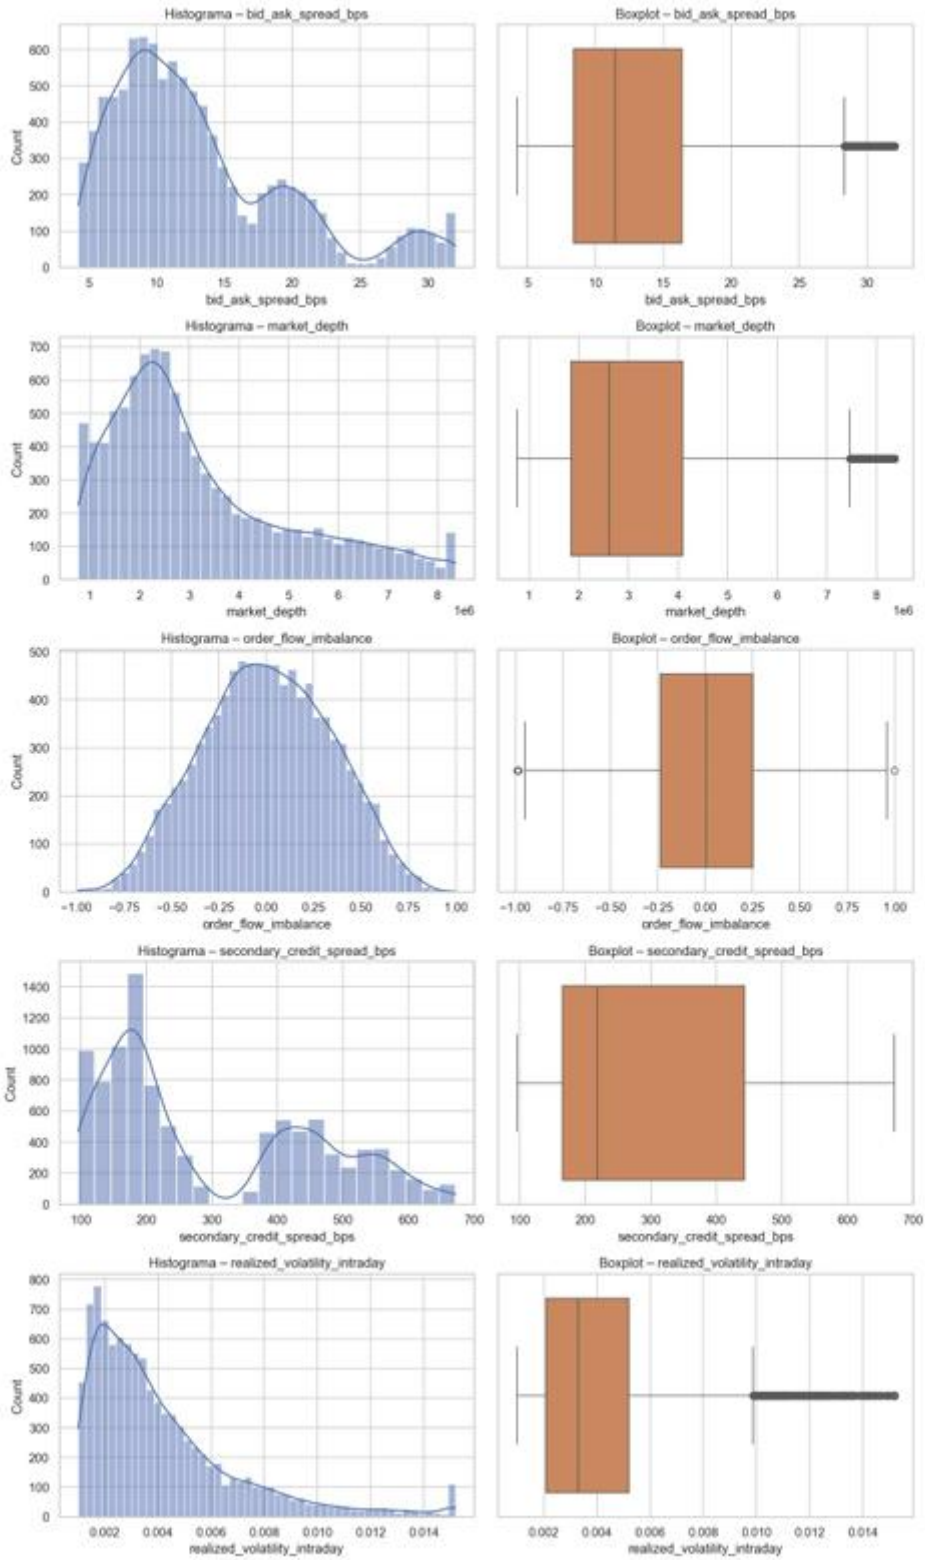 Histograma – bid_ask_spread_bps
Boxplot – bid_ask_spread_bps
600
500
400
300
200
100
0
Count
5 10 15 20 25 30
bid_ask_spread_bps
5 10 15 20 25 30
bid_ask_spread_bps
Histograma – market_depth
Boxplot – market_depth
700
600
500
400
300
200
100
0
Count
1 2 3 4 5 6 7 8
1e6
market_depth
1 2 3 4 5 6 7 8
1e6
market_depth
Histograma – order_flow_imbalance
Boxplot – order_flow_imbalance
500
400
300
200
100
0
Count
−1.00 −0.75 −0.50 −0.25 0.00 0.25 0.50 0.75 1.00
order_flow_imbalance
−1.00 −0.75 −0.50 −0.25 0.00 0.25 0.50 0.75 1.00
order_flow_imbalance
Histograma – secondary_credit_spread_bps
Boxplot – secondary_credit_spread_bps
1400
1200
1000
800
600
400
200
0
Count
100 200 300 400 500 600 700
secondary_credit_spread_bps
100 200 300 400 500 600 700
secondary_credit_spread_bps
Histograma – realized_volatility_intraday
Boxplot – realized_volatility_intraday
800
700
600
500
400
300
200
100
0
Count
0.002 0.004 0.006 0.008 0.010 0.012 0.014
realized_volatility_intraday
0.002 0.004 0.006 0.008 0.010 0.012 0.014
realized_volatility_intraday